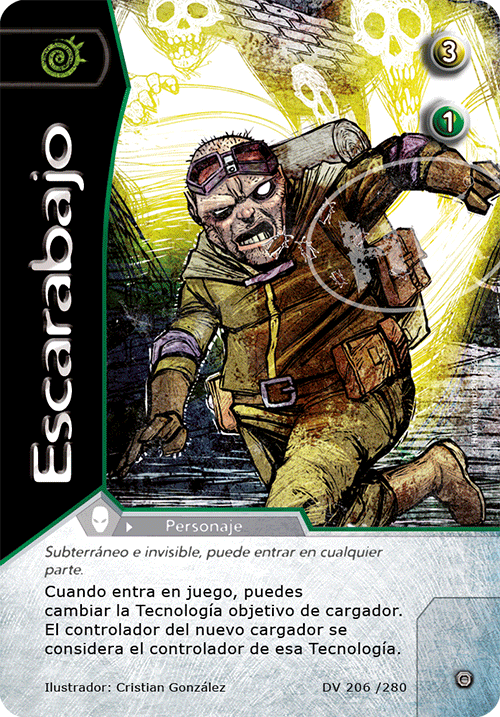 3
1
Escarabajo
Personaje
Subterráneo e invisible, puede entrar en cualquier
parte.
Cuando entra en juego, puedes
cambiar la Tecnología objetivo de cargador.
El controlador del nuevo cargador se
considera el controlador de esa Tecnología.
Ilustrador: Cristian González
DV 206 /280